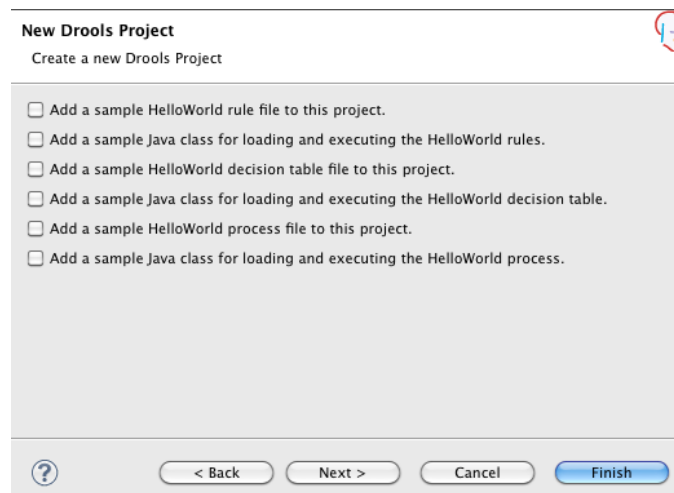 New Drools Project
Create a new Drools Project
Add a sample HelloWorld rule file to this project.
Add a sample Java class for loading and executing the HelloWorld rules.
Add a sample HelloWorld decision table file to this project.
Add a sample Java class for loading and executing the HelloWorld decision table.
Add a sample HelloWorld process file to this project.
Add a sample Java class for loading and executing the HelloWorld process.
? < Back Next > Cancel Finish